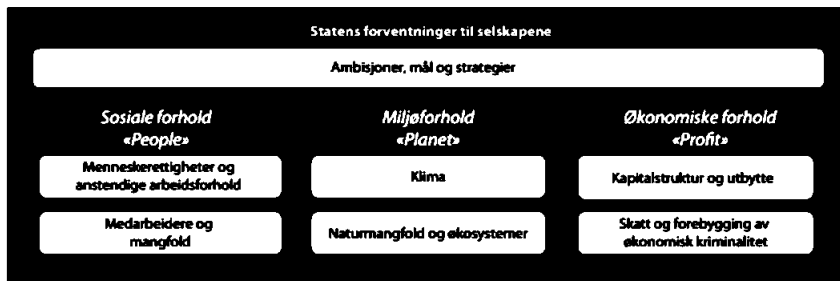 Statens forventninger til selskapene
Ambisjoner, mål og strategier
Sosiale forhold
«People»
Miljøforhold
«Planet»
Økonomiske forhold
«Profit»
Menneskerettigheter og
anstendige arbeidsforhold
Klima
Kapitalstruktur og utbytte
Medarbeidere og
mangfold
Naturmangfold og økosystemer
Skatt og forebygging av
økonomisk kriminalitet